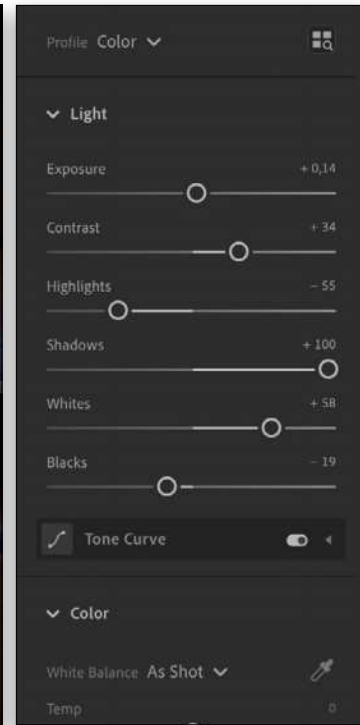 Profile Color
Light
Exposure + 0,14
Contrast + 34
Highlights − 55
Shadows + 100
Whites + 58
Blacks − 19
Tone Curve
Color
White Balance As Shot
Temp 0